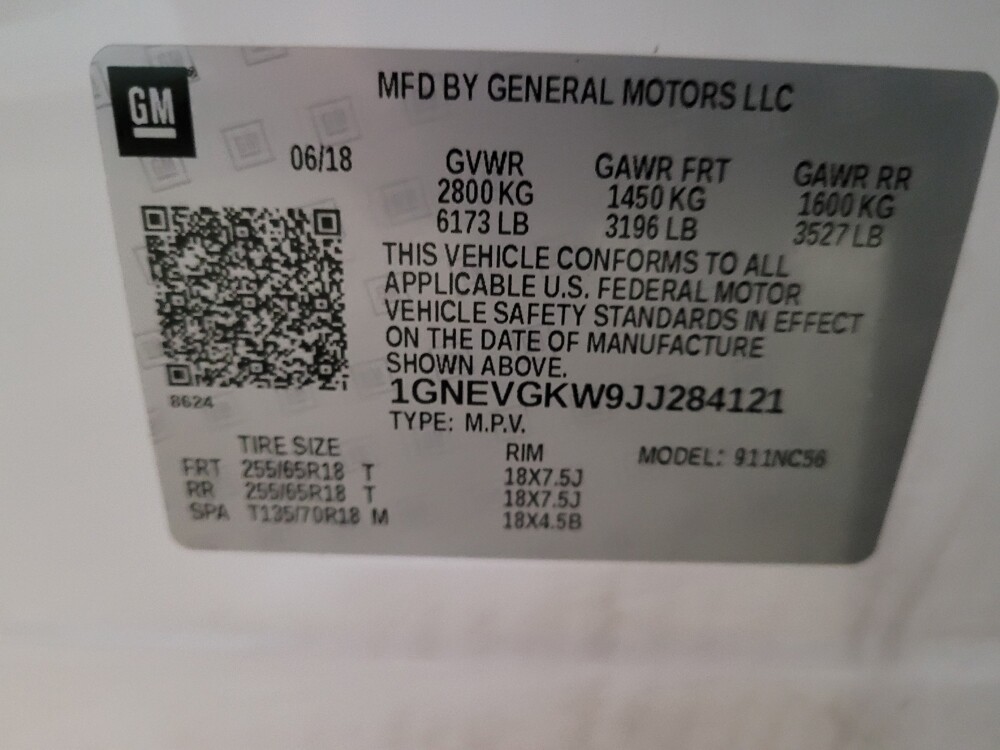 GM
MFD BY GENERAL MOTORS LLC
06/18 GVWR GAWR FRT GAWR RR
2800 KG 1450 KG 1600 KG
6173 LB 3196 LB 3527 LB
THIS VEHICLE CONFORMS TO ALL
APPLICABLE U.S. FEDERAL MOTOR
VEHICLE SAFETY STANDARDS IN EFFECT
ON THE DATE OF MANUFACTURE
SHOWN ABOVE.
1GNEVGKW9JJ284121
8624
TYPE: M.P.V.
TIRE SIZE RIM MODEL: 911NC56
FRT 255/65R18 T 18X7.5J
RR 255/65R18 T 18X7.5J
SPA T135/70R18 M 18X4.5B